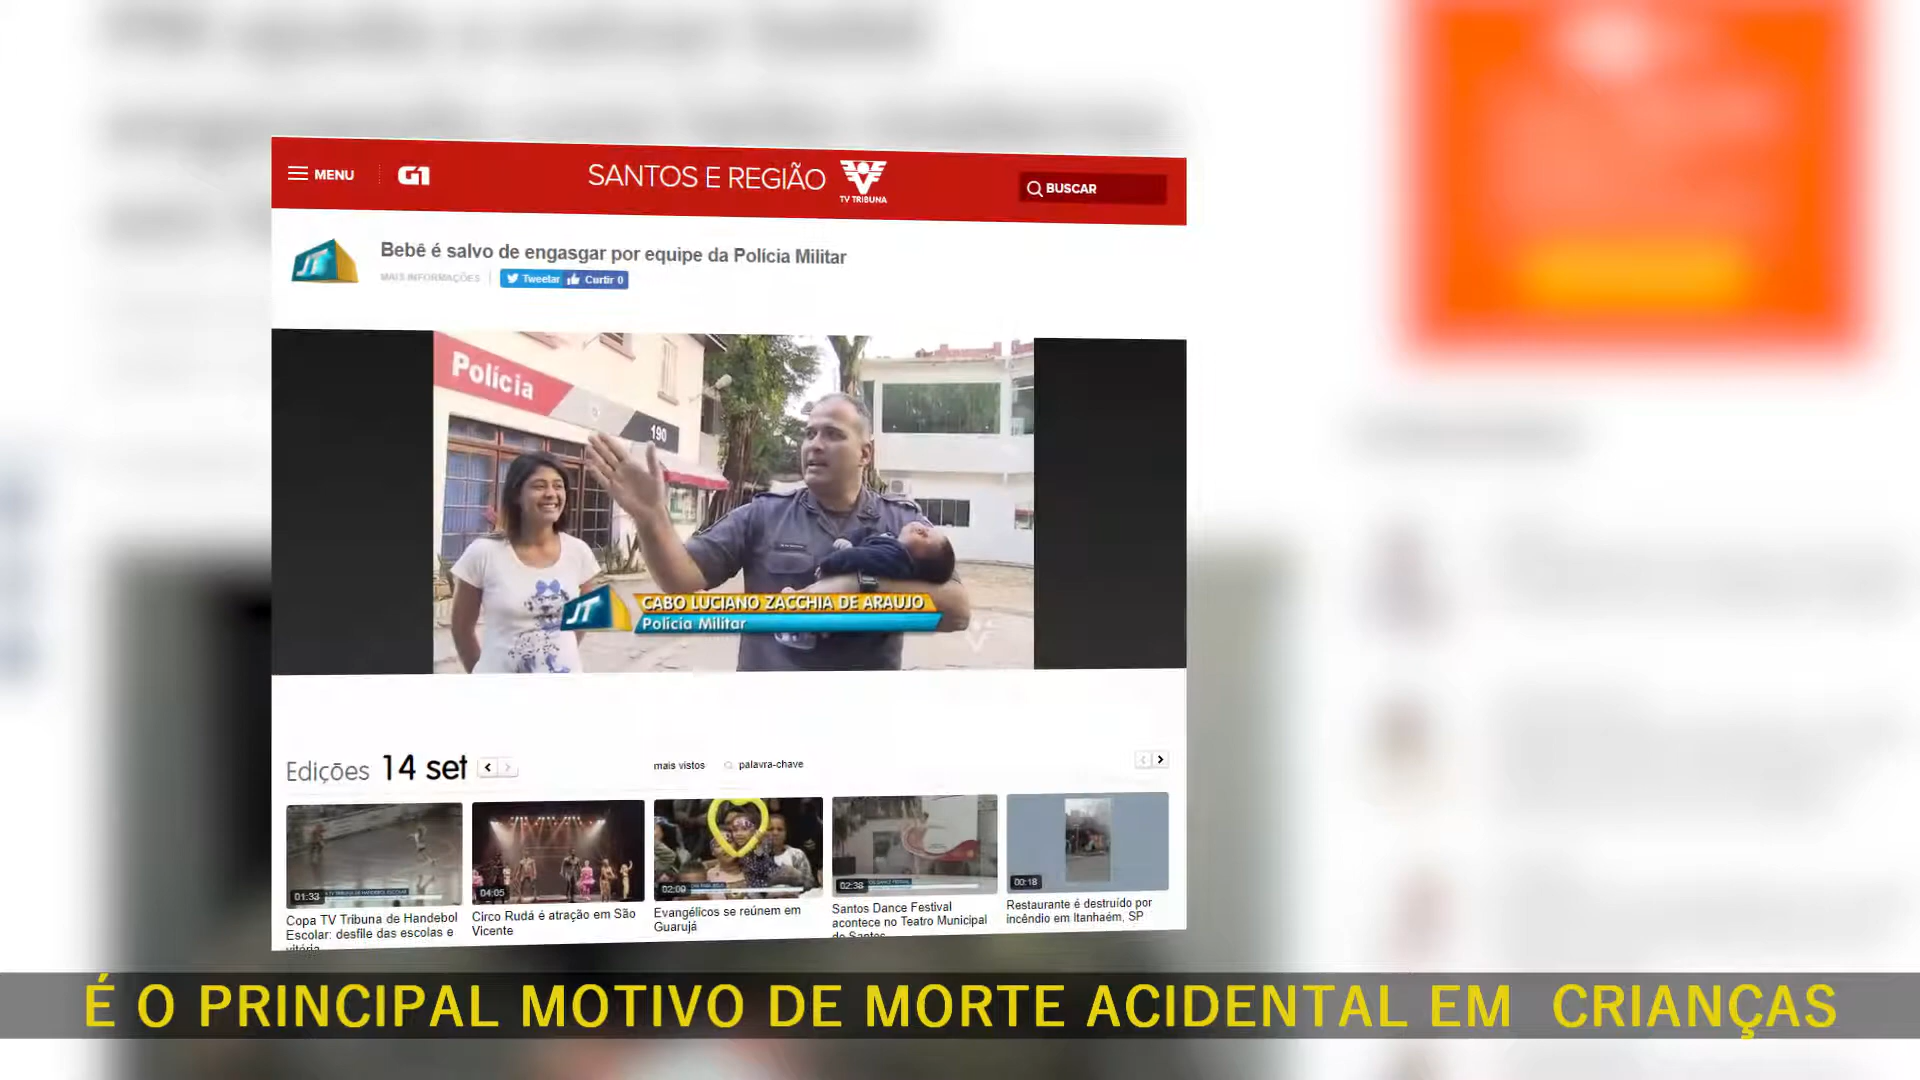 MENU
G1
SANTOS E REGIÃO
TV TRIBUNA
BUSCAR
JT
Bebê é salvo de engasgar por equipe da Polícia Militar
MAIS INFORMAÇÕES
Tweetar
Curtir 0
Polícia
190
JT
CABO LUCIANO ZACCHIA DE ARAUJO
Polícia Militar
Edições 14 set
mais vistos
palavra-chave
01:33
04:05
02:09
02:38
00:18
Copa TV Tribuna de Handebol
Escolar: desfile das escolas e
vitória
Circo Rudá é atração em São
Vicente
Evangélicos se reúnem em
Guarujá
Santos Dance Festival
acontece no Teatro Municipal
de Santos
Restaurante é destruído por
incêndio em Itanhaém, SP
É O PRINCIPAL MOTIVO DE MORTE ACIDENTAL EM CRIANÇAS